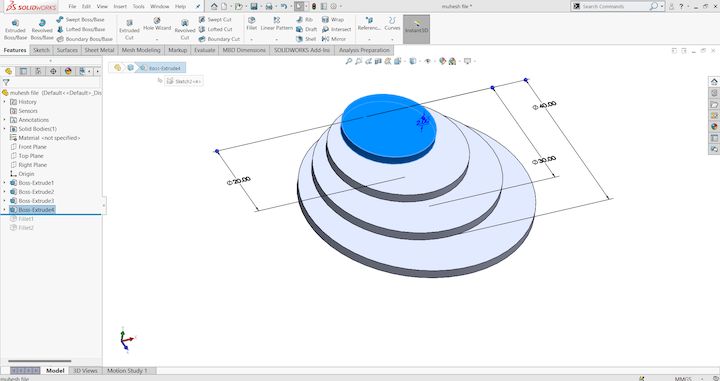 SOLIDWORKS File Edit View Insert Tools Window muhesh file * Search Commands
Extruded Boss/Base Revolved Boss/Base Swept Boss/Base Lofted Boss/Base Boundary Boss/Base Extruded Cut Hole Wizard Revolved Cut Swept Cut Lofted Cut Boundary Cut Fillet Linear Pattern Rib Draft Shell Wrap Intersect Mirror Referenc... Curves Instant3D
Features Sketch Surfaces Sheet Metal Mesh Modeling Markup Evaluate MBD Dimensions SOLIDWORKS Add-Ins Analysis Preparation
Boss-Extrude4
muhesh file (Default<<Default>_Dis
History
Sensors
Annotations
Solid Bodies(1)
Material <not specified>
Front Plane
Top Plane
Right Plane
Origin
Boss-Extrude1
Boss-Extrude2
Boss-Extrude3
Boss-Extrude4
Fillet1
Fillet2
∅40.00
∅30.00
∅20.00
Model 3D Views Motion Study 1
muhesh file MMGS